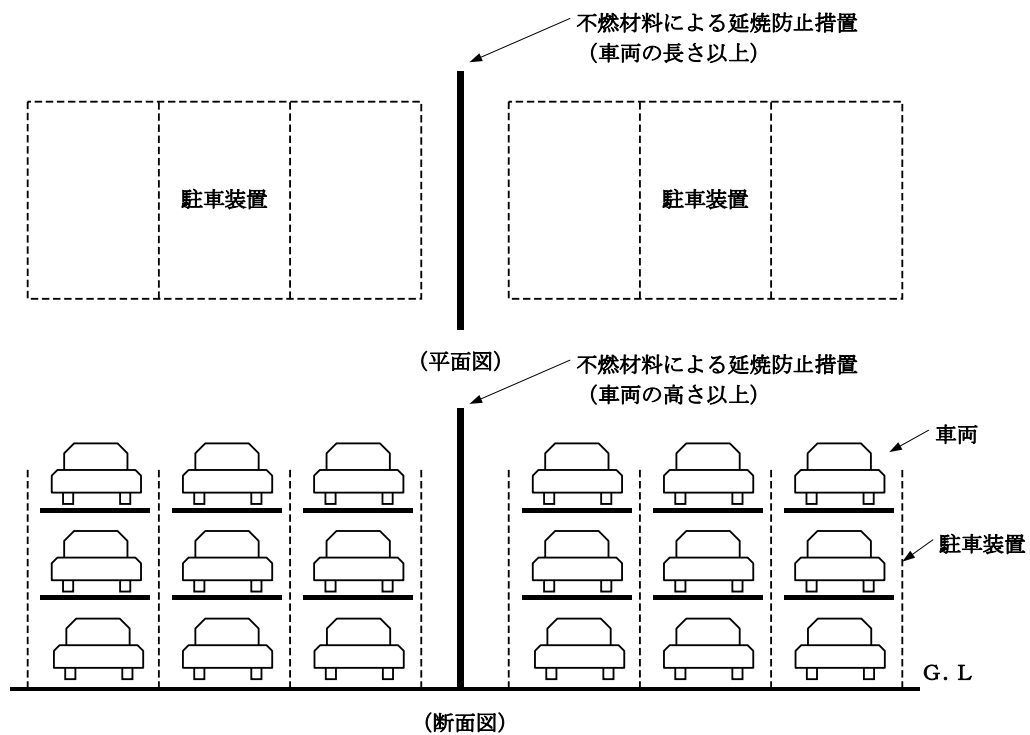 不燃材料による延焼防止措置
（車両の長さ以上）
駐車装置
駐車装置
（平面図）
不燃材料による延焼防止措置
（車両の高さ以上）
車両
駐車装置
G. L
（断面図）